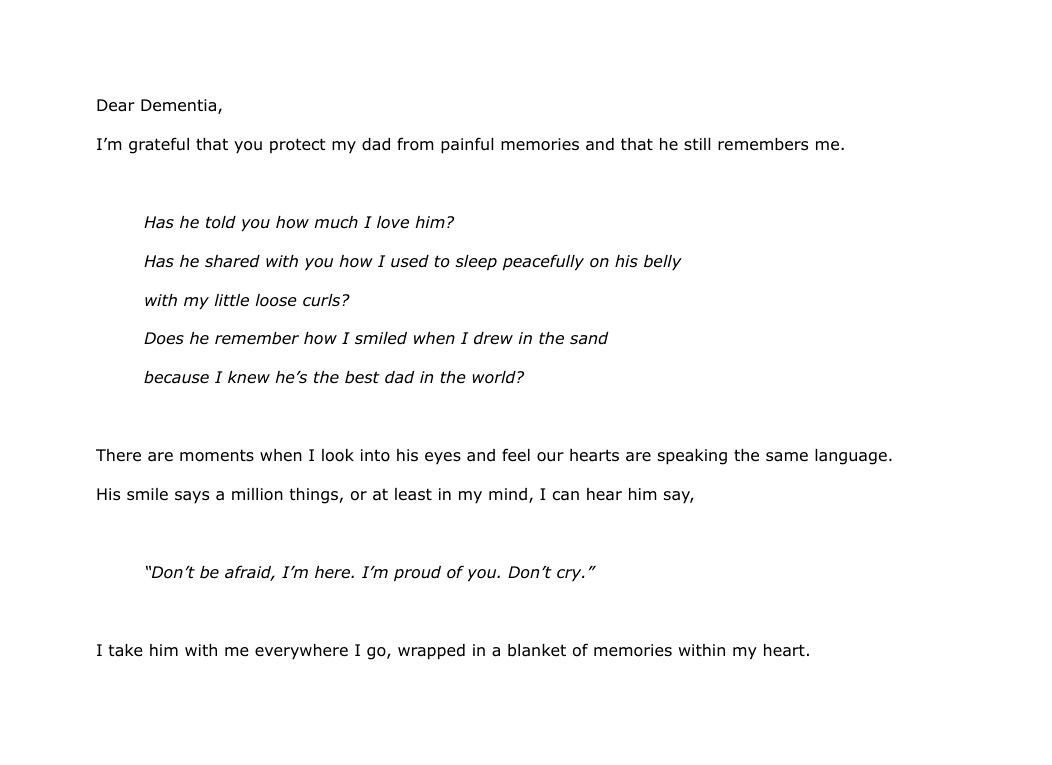 Dear Dementia,
I’m grateful that you protect my dad from painful memories and that he still remembers me.
Has he told you how much I love him?
Has he shared with you how I used to sleep peacefully on his belly
with my little loose curls?
Does he remember how I smiled when I drew in the sand
because I knew he’s the best dad in the world?
There are moments when I look into his eyes and feel our hearts are speaking the same language.
His smile says a million things, or at least in my mind, I can hear him say,
“Don’t be afraid, I’m here. I’m proud of you. Don’t cry.”
I take him with me everywhere I go, wrapped in a blanket of memories within my heart.